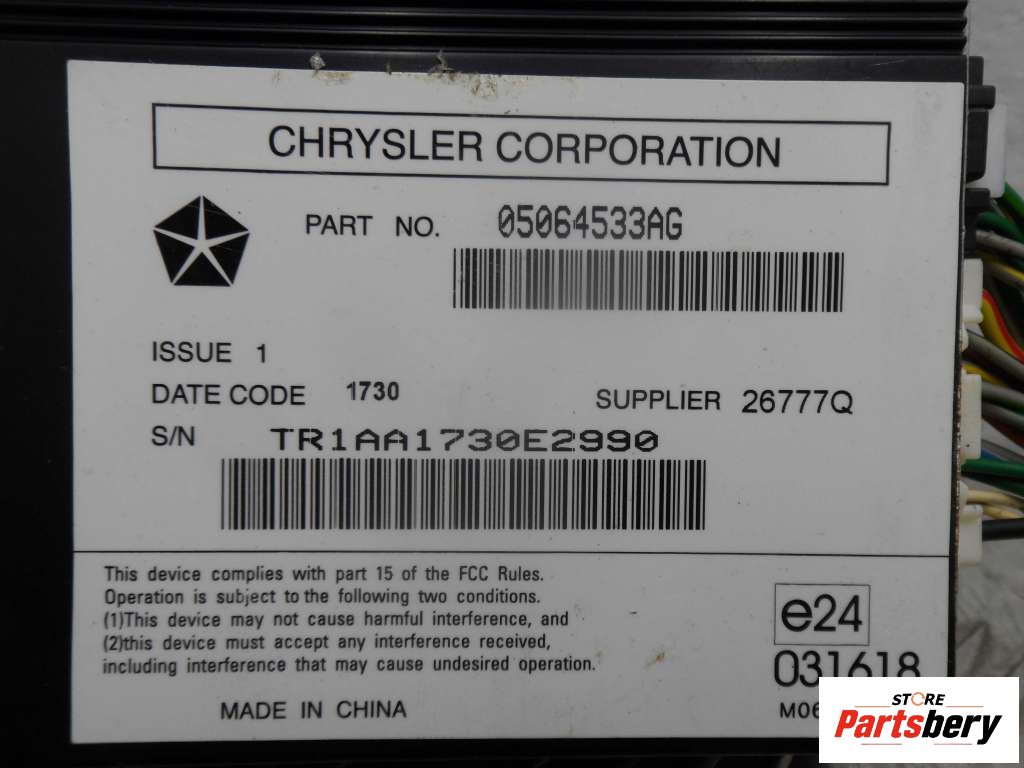 CHRYSLER CORPORATION
PART NO. 05064533AG
ISSUE 1
DATE CODE 1730 SUPPLIER 26777Q
S/N TR1AA1730E2990
This device complies with part 15 of the FCC Rules.
Operation is subject to the following two conditions.
(1)This device may not cause harmful interference, and
(2)this device must accept any interference received,
including interference that may cause undesired operation.
MADE IN CHINA
e24
031618
STORE
Partsbery